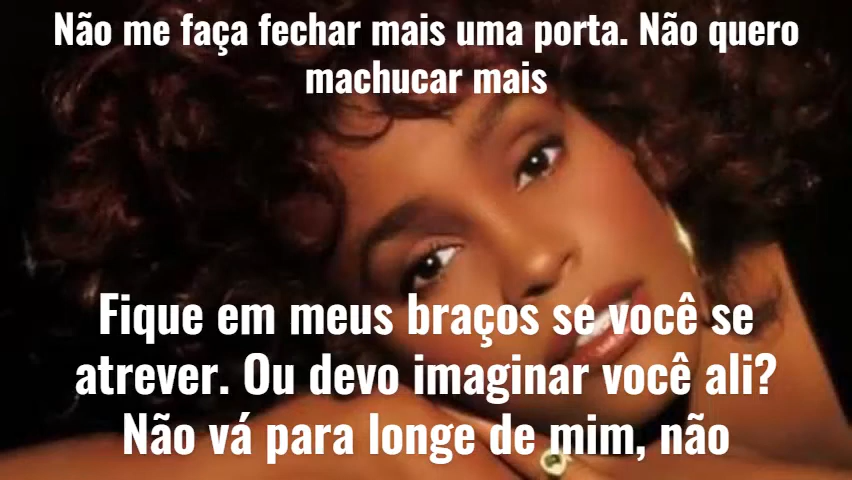 Não me faça fechar mais uma porta. Não quero
machucar mais
Fique em meus braços se você se
atrever. Ou devo imaginar você ali?
Não vá para longe de mim, não